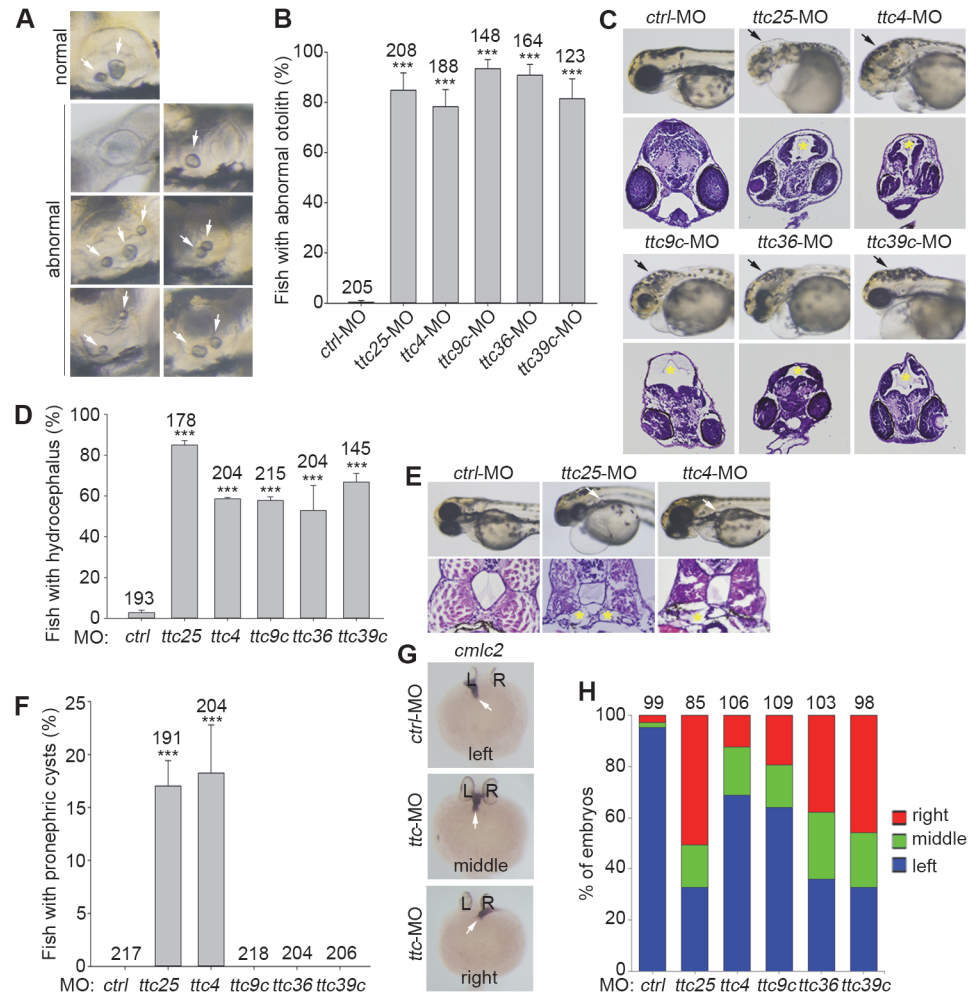 A
normal
abnormal
B
Fish with abnormal otolith (%)
100
80
60
40
20
0
205
208
***
188
***
148
***
164
***
123
***
ctrl-MO
ttc25-MO
ttc4-MO
ttc9c-MO
ttc36-MO
ttc39c-MO
C
ctrl-MO ttc25-MO ttc4-MO
ttc9c-MO ttc36-MO ttc39c-MO
D
Fish with hydrocephalus (%)
100
80
60
40
20
0
193
178
***
204
***
215
***
204
***
145
***
MO: ctrl ttc25 ttc4 ttc9c ttc36 ttc39c
E
ctrl-MO ttc25-MO ttc4-MO
F
Fish with pronephric cysts (%)
25
20
15
10
5
0
217
191
***
204
***
218
204
206
MO: ctrl ttc25 ttc4 ttc9c ttc36 ttc39c
G
cmlc2
ctrl-MO
L R
left
ttc-MO
L R
middle
ttc-MO
L R
right
H
% of embryos
100
80
60
40
20
0
99 85 106 109 103 98
right
middle
left
MO: ctrl ttc25 ttc4 ttc9c ttc36 ttc39c